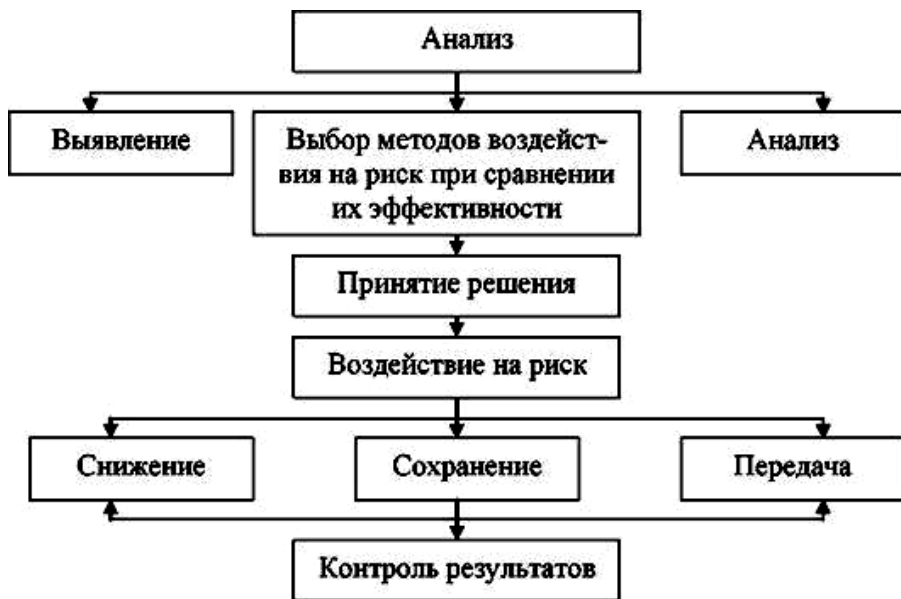 Анализ
Выявление
Выбор методов воздейст-
вия на риск при сравнении
их эффективности
Анализ
Принятие решения
Воздействие на риск
Снижение
Сохранение
Передача
Контроль результатов